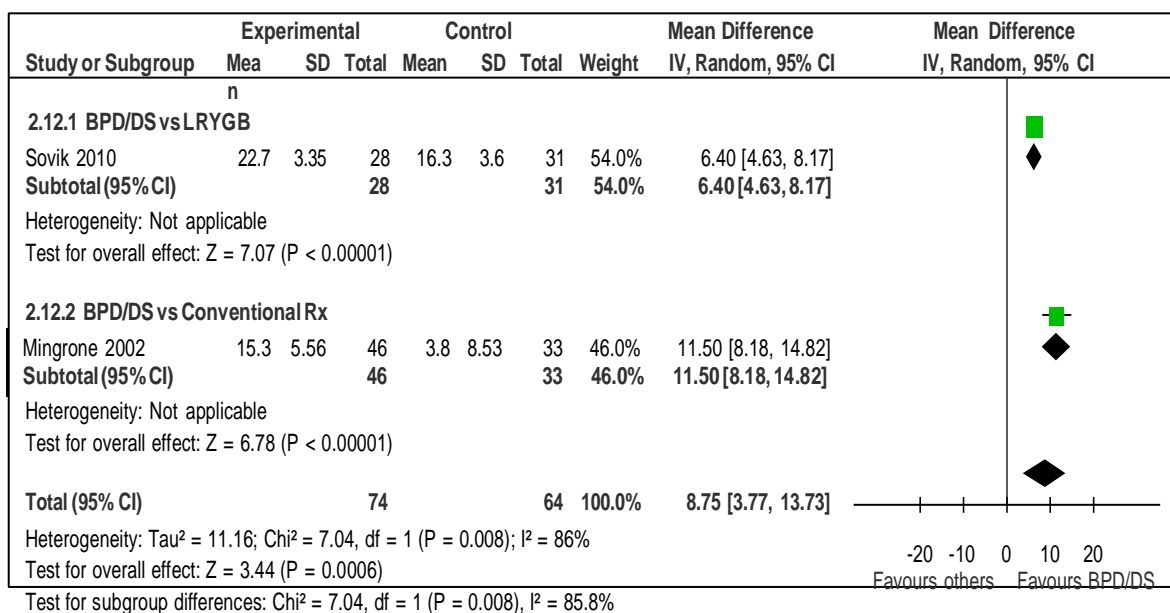 Experimental Control Mean Difference Mean Difference
Study or Subgroup Mea SD Total Mean SD Total Weight IV, Random, 95% CI IV, Random, 95% CI
n
2.12.1 BPD/DS vs LRYGB
Sovik 2010 22.7 3.35 28 16.3 3.6 31 54.0% 6.40 [4.63, 8.17]
Subtotal (95% CI) 28 31 54.0% 6.40 [4.63, 8.17]
Heterogeneity: Not applicable
Test for overall effect: Z = 7.07 (P < 0.00001)
2.12.2 BPD/DS vs Conventional Rx
Mingrone 2002 15.3 5.56 46 3.8 8.53 33 46.0% 11.50 [8.18, 14.82]
Subtotal (95% CI) 46 33 46.0% 11.50 [8.18, 14.82]
Heterogeneity: Not applicable
Test for overall effect: Z = 6.78 (P < 0.00001)
Total (95% CI) 74 64 100.0% 8.75 [3.77, 13.73]
Heterogeneity: Tau² = 11.16; Chi² = 7.04, df = 1 (P = 0.008); I² = 86%
-20 -10 0 10 20
Test for overall effect: Z = 3.44 (P = 0.0006)
Favours others Favours BPD/DS
Test for subgroup differences: Chi² = 7.04, df = 1 (P = 0.008), I² = 85.8%